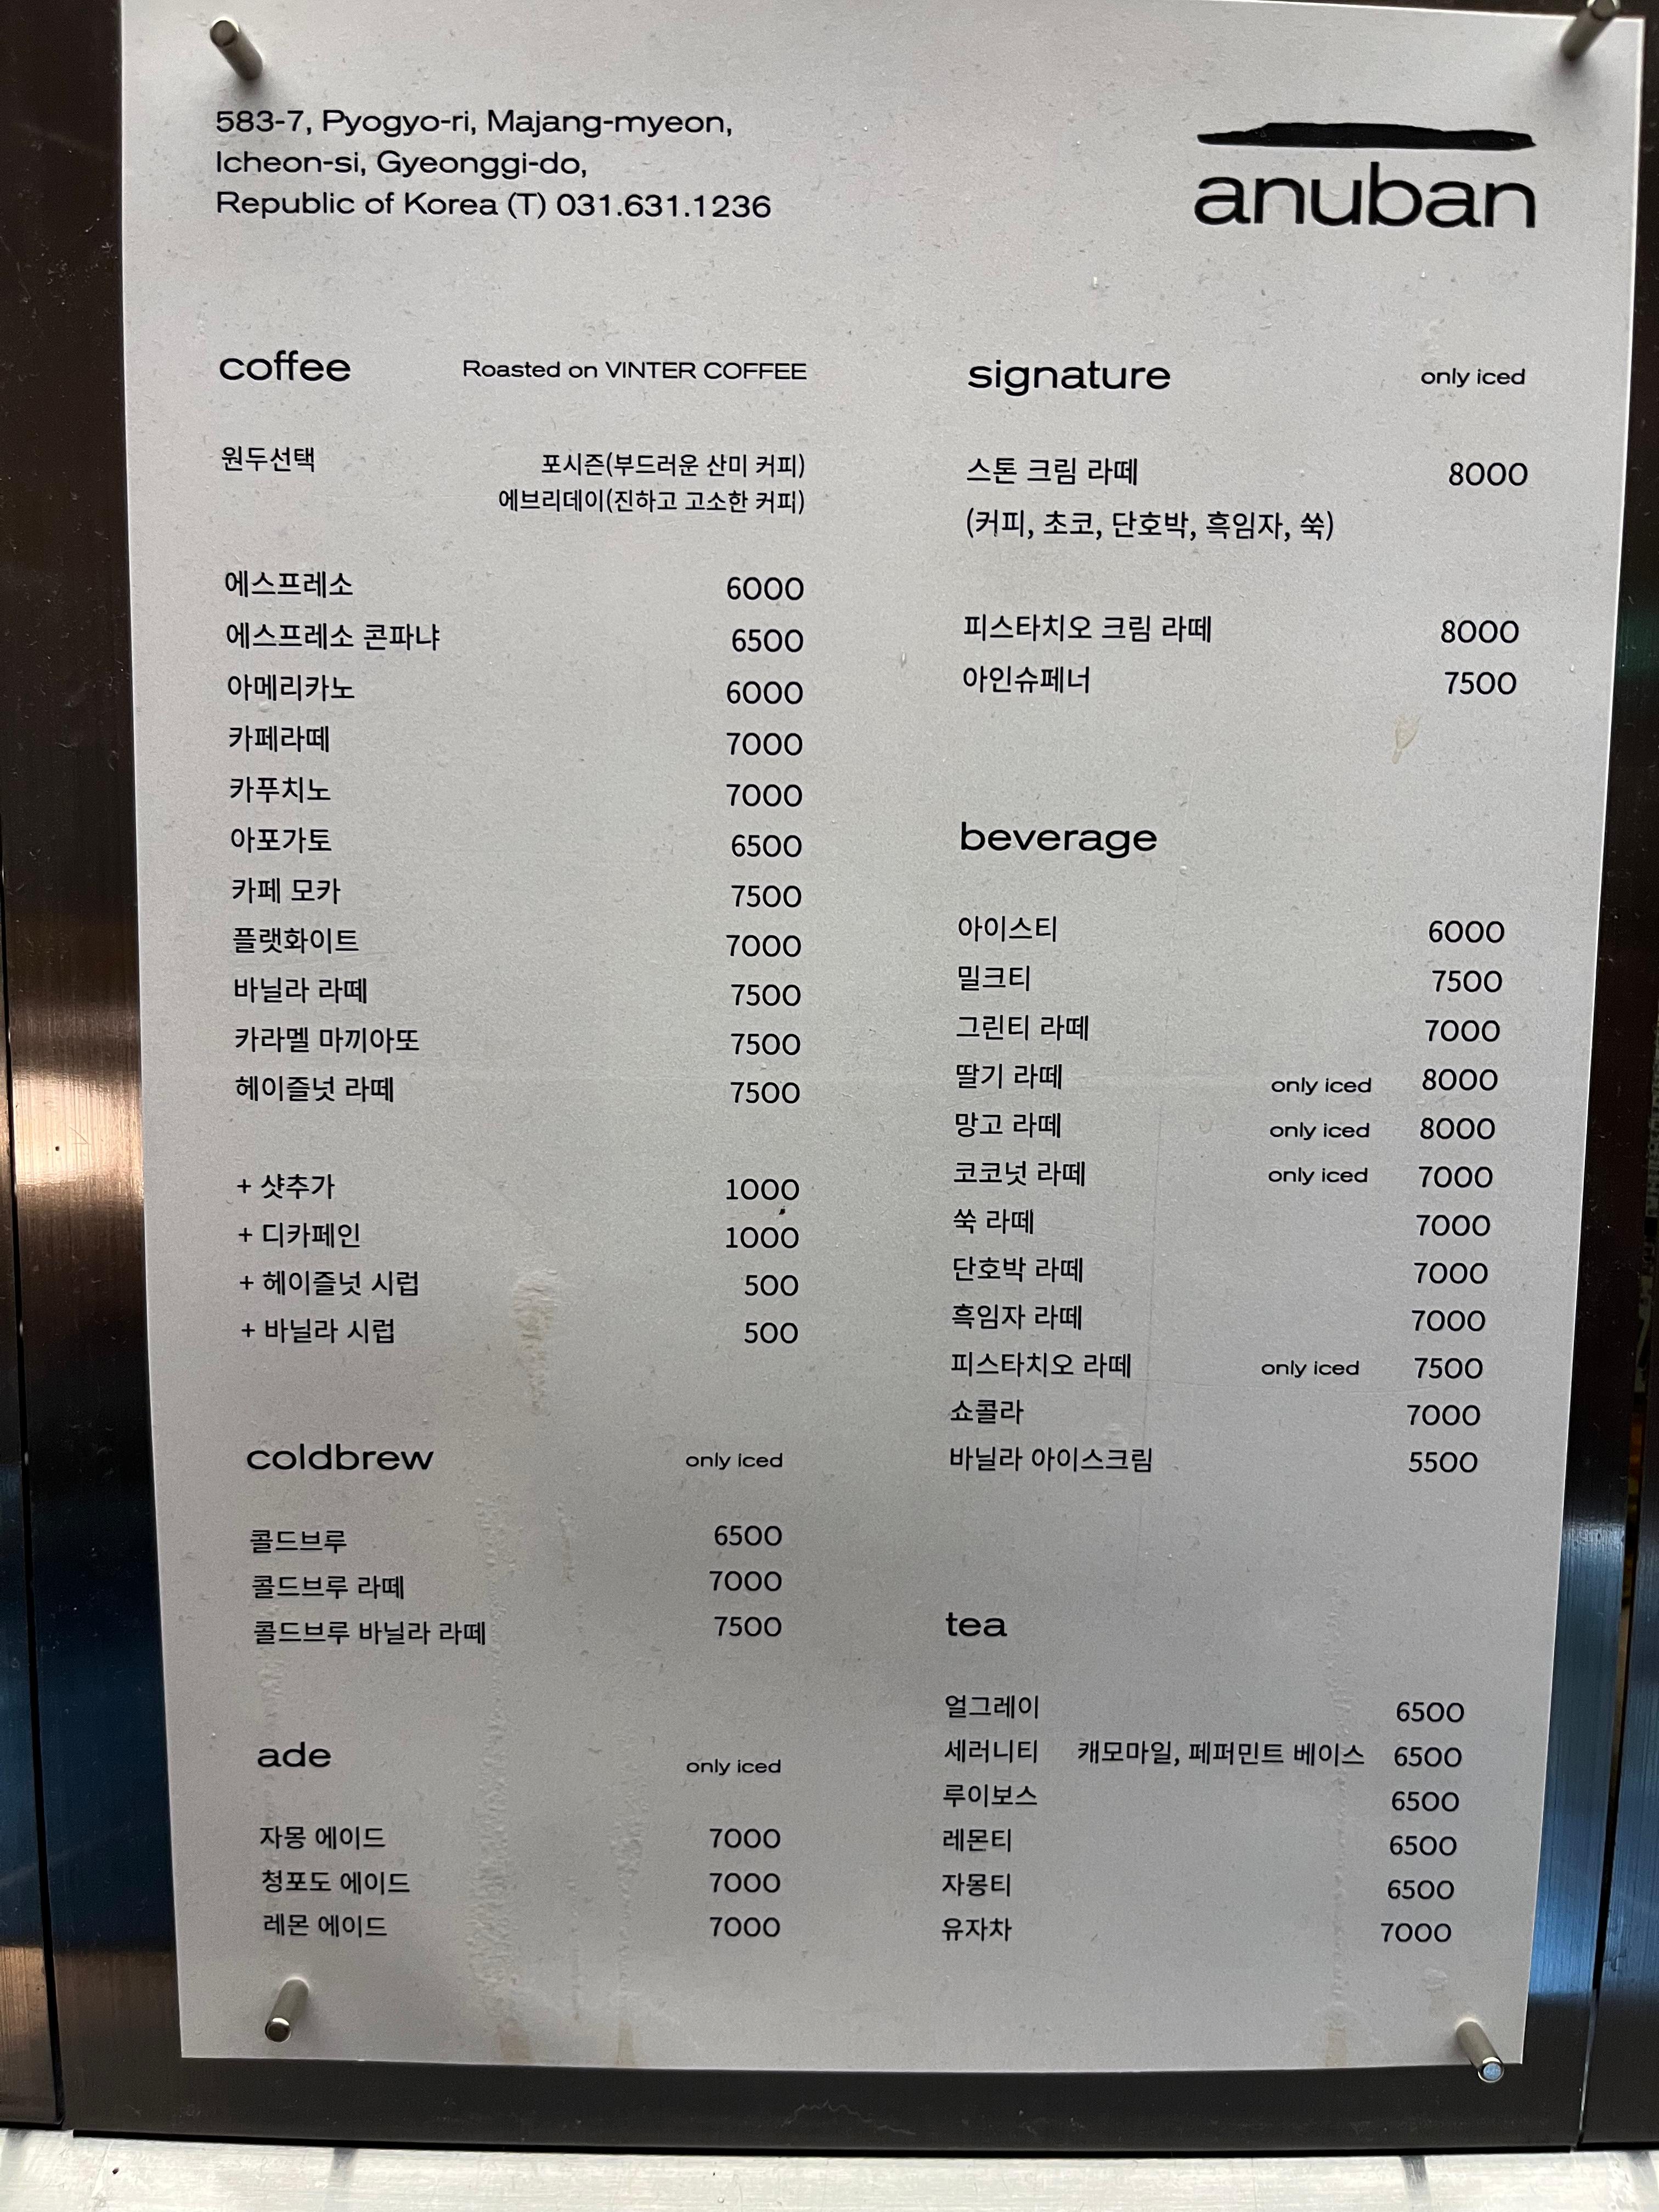 583-7, Pyogyo-ri, Majang-myeon,
Icheon-si, Gyeonggi-do,
Republic of Korea (T) 031.631.1236
anuban
coffee Roasted on VINTER COFFEE
원두선택 포시즌(부드러운 산미 커피)
에브리데이(진하고 고소한 커피)
에스프레소 6000
에스프레소 콘파냐 6500
아메리카노 6000
카페라떼 7000
카푸치노 7000
아포가토 6500
카페 모카 7500
플랫화이트 7000
바닐라 라떼 7500
카라멜 마끼아또 7500
헤이즐넛 라떼 7500
+ 샷추가 1000
+ 디카페인 1000
+ 헤이즐넛 시럽 500
+ 바닐라 시럽 500
coldbrew only iced
콜드브루 6500
콜드브루 라떼 7000
콜드브루 바닐라 라떼 7500
ade only iced
자몽 에이드 7000
청포도 에이드 7000
레몬 에이드 7000
signature only iced
스톤 크림 라떼 8000
(커피, 초코, 단호박, 흑임자, 쑥)
피스타치오 크림 라떼 8000
아인슈페너 7500
beverage
아이스티 6000
밀크티 7500
그린티 라떼 7000
딸기 라떼 only iced 8000
망고 라떼 only iced 8000
코코넛 라떼 only iced 7000
쑥 라떼 7000
단호박 라떼 7000
흑임자 라떼 7000
피스타치오 라떼 only iced 7500
쇼콜라 7000
바닐라 아이스크림 5500
tea
얼그레이 6500
세러니티 캐모마일, 페퍼민트 베이스 6500
루이보스 6500
레몬티 6500
자몽티 6500
유자차 7000